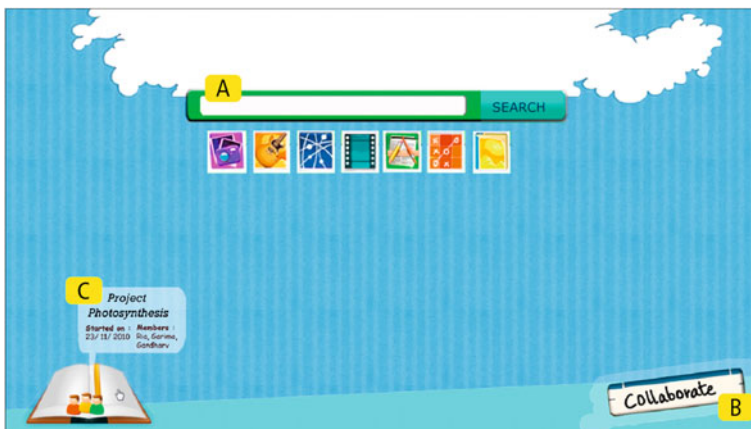 A
SEARCH
C
Project
Photosynthesis
Started on : Members :
23/11/2010 Ria, Garima,
Gandharv
Collaborate
B